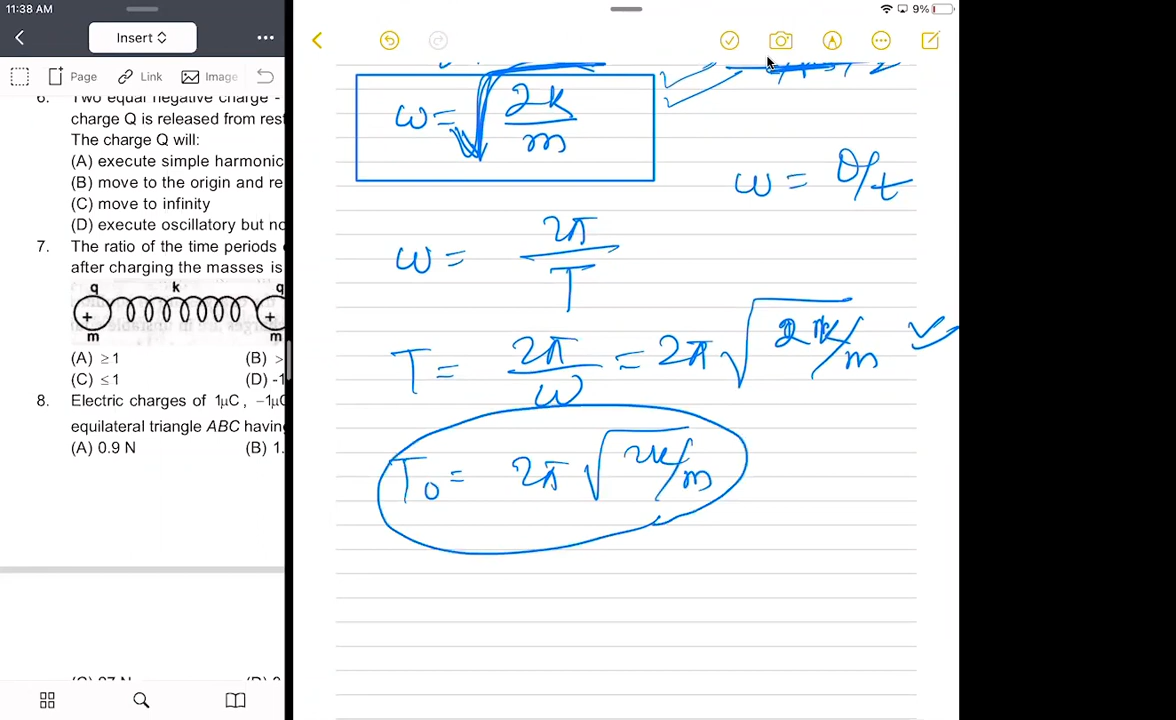 11:38 AM
9%
Insert
Page Link Image
6. Two equal negative charge -
charge Q is released from res
The charge Q will:
(A) execute simple harmonic
(B) move to the origin and re
(C) move to infinity
(D) execute oscillatory but no
7. The ratio of the time periods
after charging the masses is
q k q
+ +
m m
(A) ≥1 (B) >
(C) ≤1 (D) -1
8. Electric charges of 1μC, −1μC
equilateral triangle ABC having
(A) 0.9 N (B) 1.
ω = √(2k/m)
ω = θ/t
ω = 2π/T
T = 2π/ω = 2π √(2k/m)
T₀ = 2π √(2k/m)